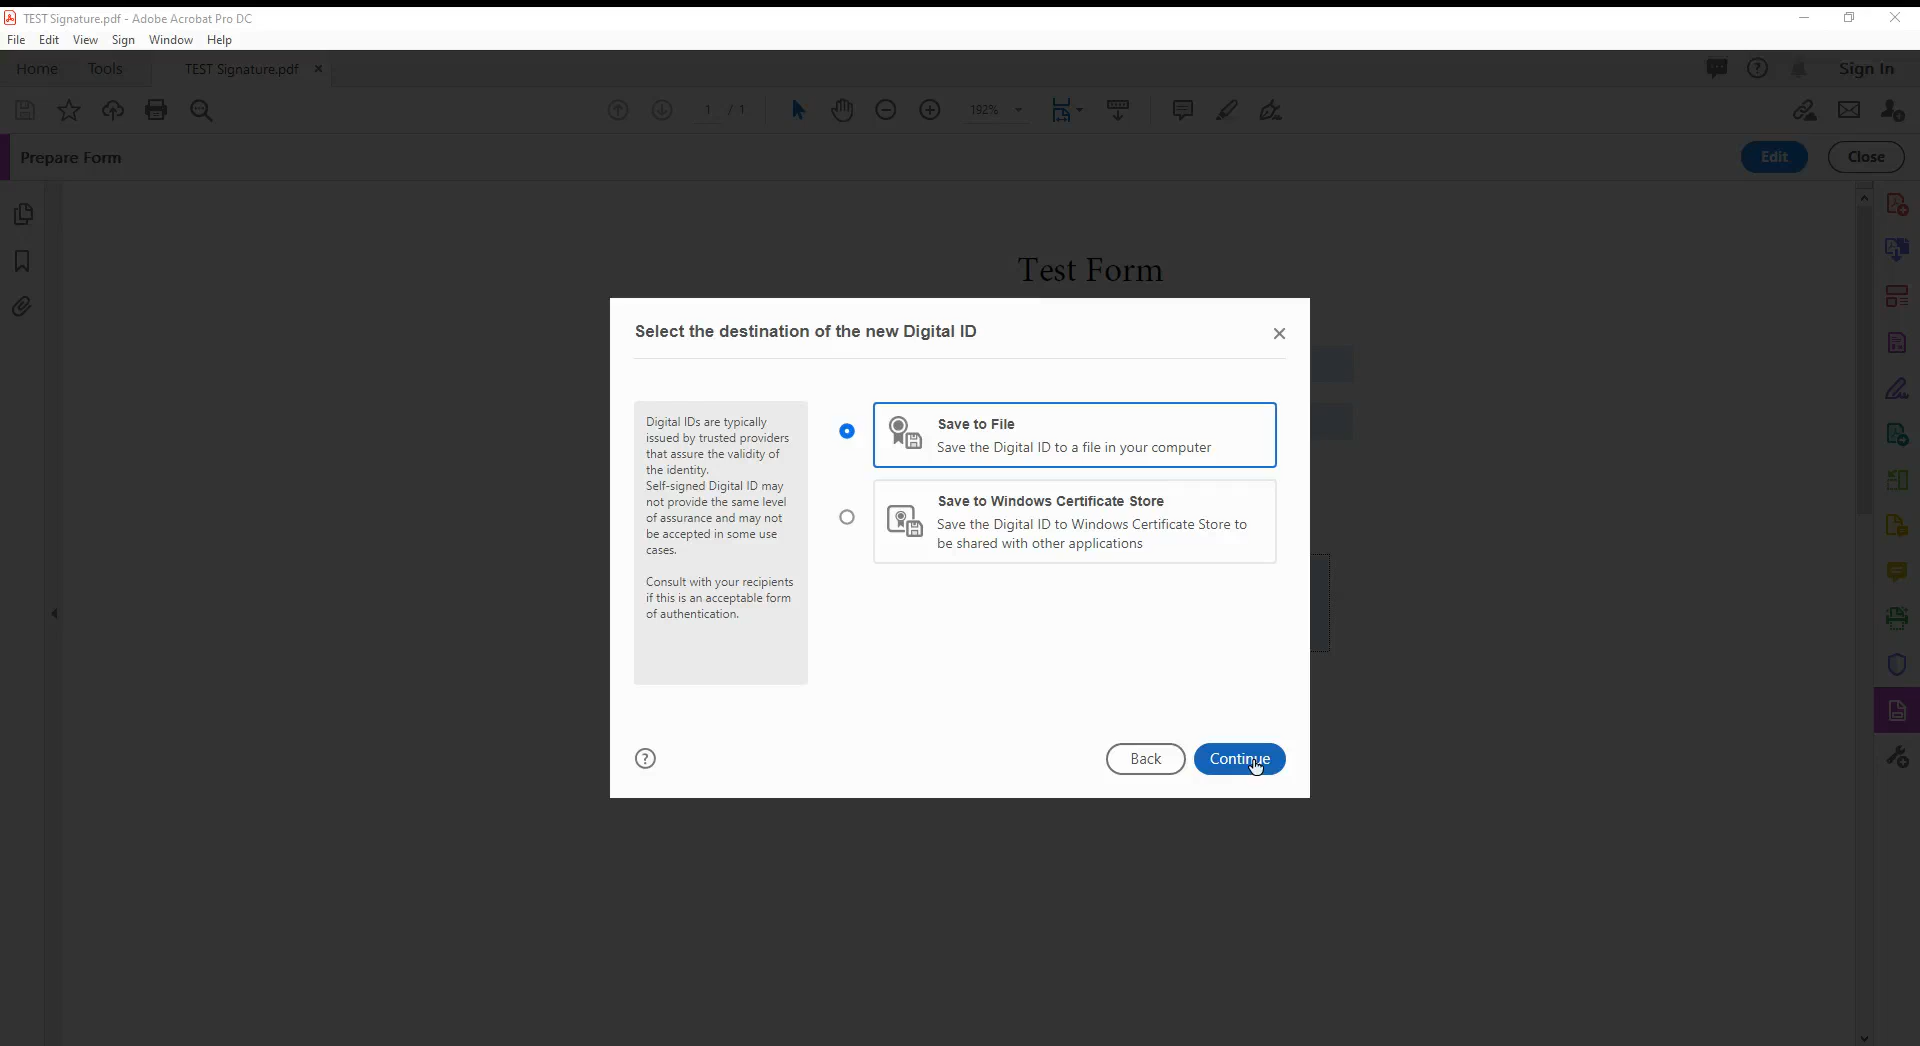 TEST Signature.pdf - Adobe Acrobat Pro DC
File Edit View Sign Window Help
Home Tools TEST Signature.pdf × Sign In
1 / 1 192%
Prepare Form Edit Close
Test Form
Select the destination of the new Digital ID
Digital IDs are typically
issued by trusted providers
that assure the validity of
the identity.
Self-signed Digital ID may
not provide the same level
of assurance and may not
be accepted in some use
cases.
Consult with your recipients
if this is an acceptable form
of authentication.
Save to File
Save the Digital ID to a file in your computer
Save to Windows Certificate Store
Save the Digital ID to Windows Certificate Store to
be shared with other applications
? Back Continue